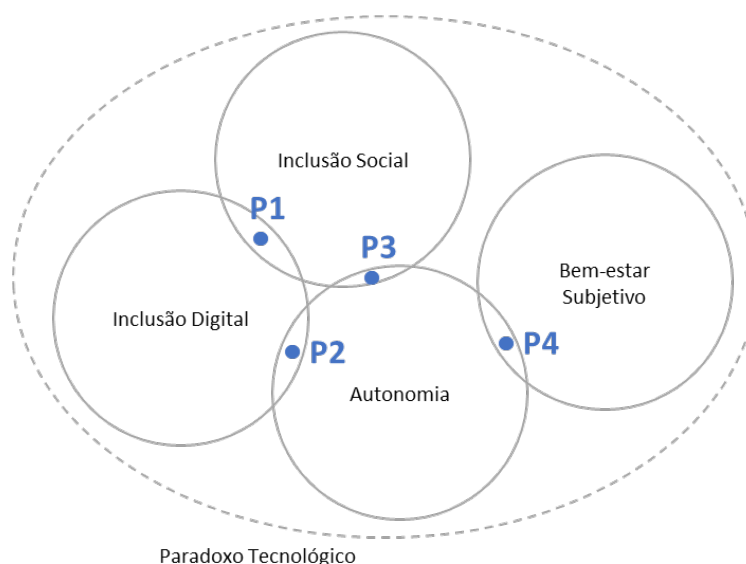 Inclusão Social
P1
P3
Bem-estar
Subjetivo
Inclusão Digital
P2
P4
Autonomia
Paradoxo Tecnológico